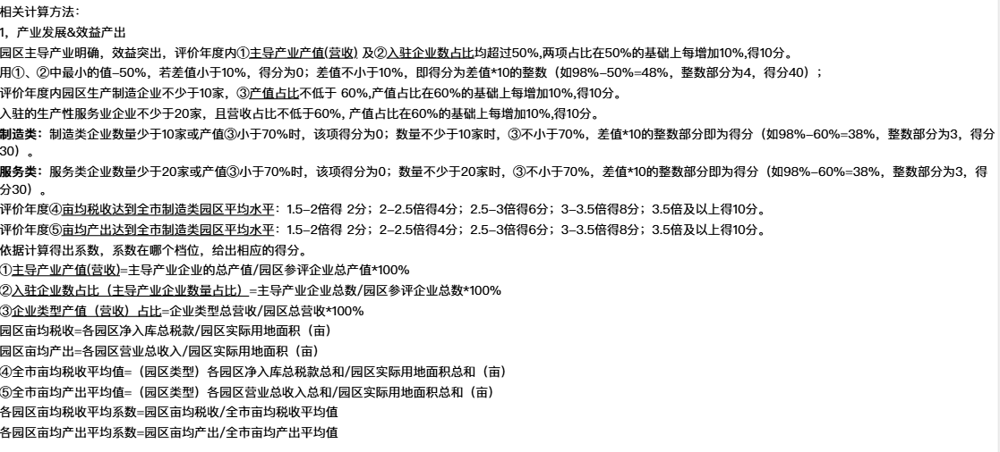 相关计算方法：
1，产业发展&效益产出
园区主导产业明确，效益突出，评价年度内①主导产业产值(营收) 及②入驻企业数占比均超过50%,两项占比在50%的基础上每增加10%,得10分。
用①、②中最小的值-50%，若差值小于10%，得分为0；差值不小于10%，即得分为差值*10的整数（如98%-50%=48%，整数部分为4，得分40）；
评价年度内园区生产制造企业不少于10家，③产值占比不低于 60%,产值占比在60%的基础上每增加10%,得10分。
入驻的生产性服务业企业不少于20家，且营收占比不低于60%, 产值占比在60%的基础上每增加10%,得10分。
制造类：制造类企业数量少于10家或产值③小于70%时，该项得分为0；数量不少于10家时，③不小于70%，差值*10的整数部分即为得分（如98%-60%=38%，整数部分为3，得分
30）。
服务类：服务类企业数量少于20家或产值③小于70%时，该项得分为0；数量不少于20家时，③不小于70%，差值*10的整数部分即为得分（如98%-60%=38%，整数部分为3，得
分30）。
评价年度④亩均税收达到全市制造类园区平均水平：1.5-2倍得 2分；2-2.5倍得4分；2.5-3倍得6分；3-3.5倍得8分；3.5倍及以上得10分。
评价年度⑤亩均产出达到全市制造类园区平均水平：1.5-2倍得 2分；2-2.5倍得4分；2.5-3倍得6分；3-3.5倍得8分；3.5倍及以上得10分。
依据计算得出系数，系数在哪个档位，给出相应的得分。
①主导产业产值(营收)=主导产业企业的总产值/园区参评企业总产值*100%
②入驻企业数占比（主导产业企业数量占比）=主导产业企业总数/园区参评企业总数*100%
③企业类型产值（营收）占比=企业类型总营收/园区总营收*100%
园区亩均税收=各园区净入库总税款/园区实际用地面积（亩）
园区亩均产出=各园区营业总收入/园区实际用地面积（亩）
④全市亩均税收平均值=（园区类型）各园区净入库总税款总和/园区实际用地面积总和（亩）
⑤全市亩均产出平均值=（园区类型）各园区营业总收入总和/园区实际用地面积总和（亩）
各园区亩均税收平均系数=园区亩均税收/全市亩均税收平均值
各园区亩均产出平均系数=园区亩均产出/全市亩均产出平均值